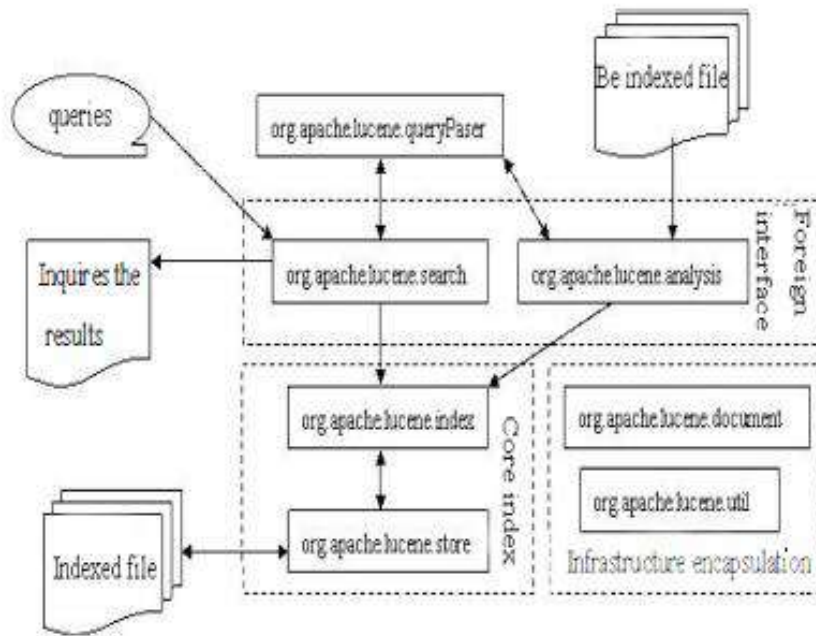 Be indexed file
queries
org.apache.lucene.queryPaser
Foreign
interface
Inquires the
results
org.apache.lucene.search
org.apache.lucene.analysis
org.apache.lucene.index
Core index
org.apache.lucene.document
org.apache.lucene.util
Indexed file
org.apache.lucene.store
Infrastructure encapsulation